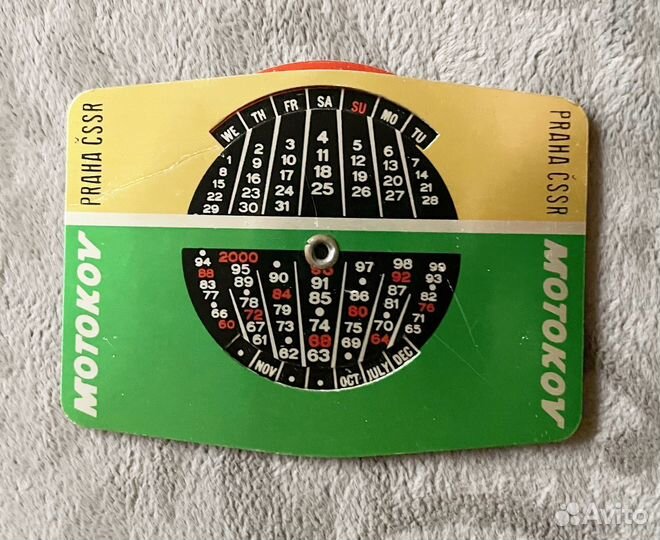 PRAHA ČSSR
MOTOKOV
WE TH FR SA SU MO TU
1 2 3 4 5 6 7
8 9 10 11 12 13 14
15 16 17 18 19 20 21
22 23 24 25 26 27 28
29 30 31
94 2000 97 98 99
88 95 •90 91 • 92 93
83 89 84 85 86 87 •82
77 •78 79 • 80 81 76
•66 72 73 74 75 •70 71
60 67 62 68 69 64 65
61 63
• NOV • • OCT JULY DEC
PRAHA ČSSR
MOTOKOV
Avito